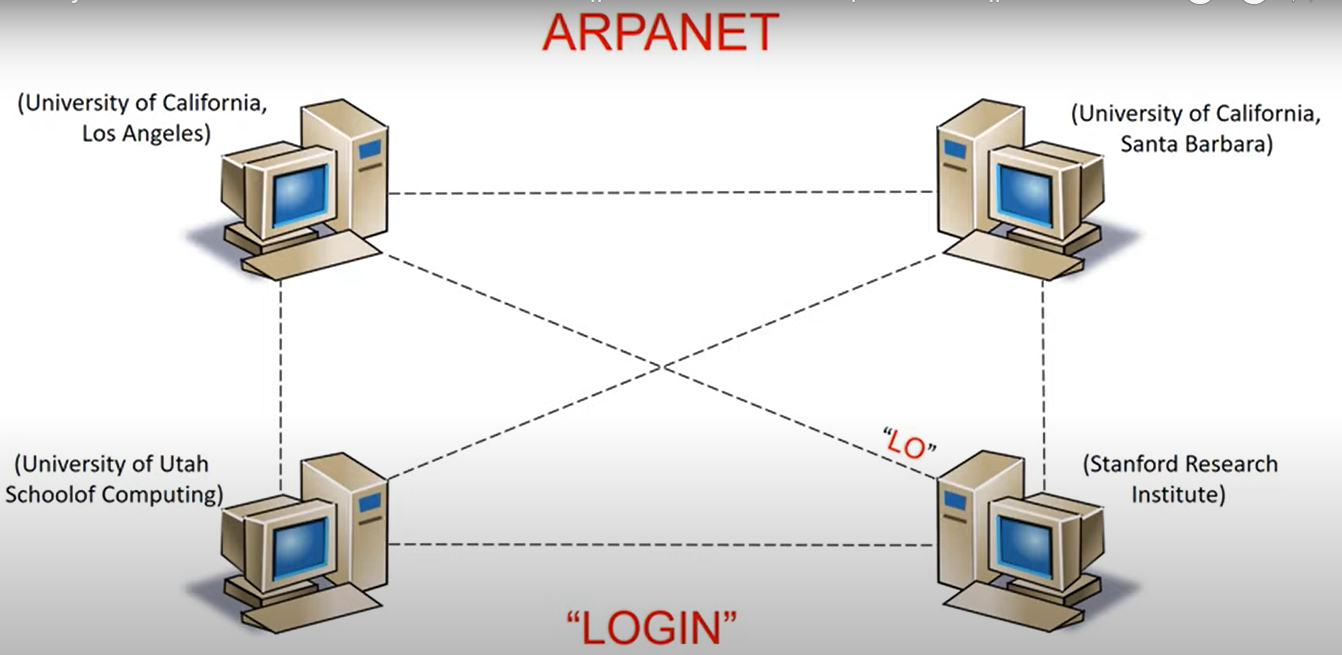 ARPANET
(University of California,
Los Angeles)
(University of California,
Santa Barbara)
"LO"
(University of Utah
Schoolof Computing)
(Stanford Research
Institute)
“LOGIN”